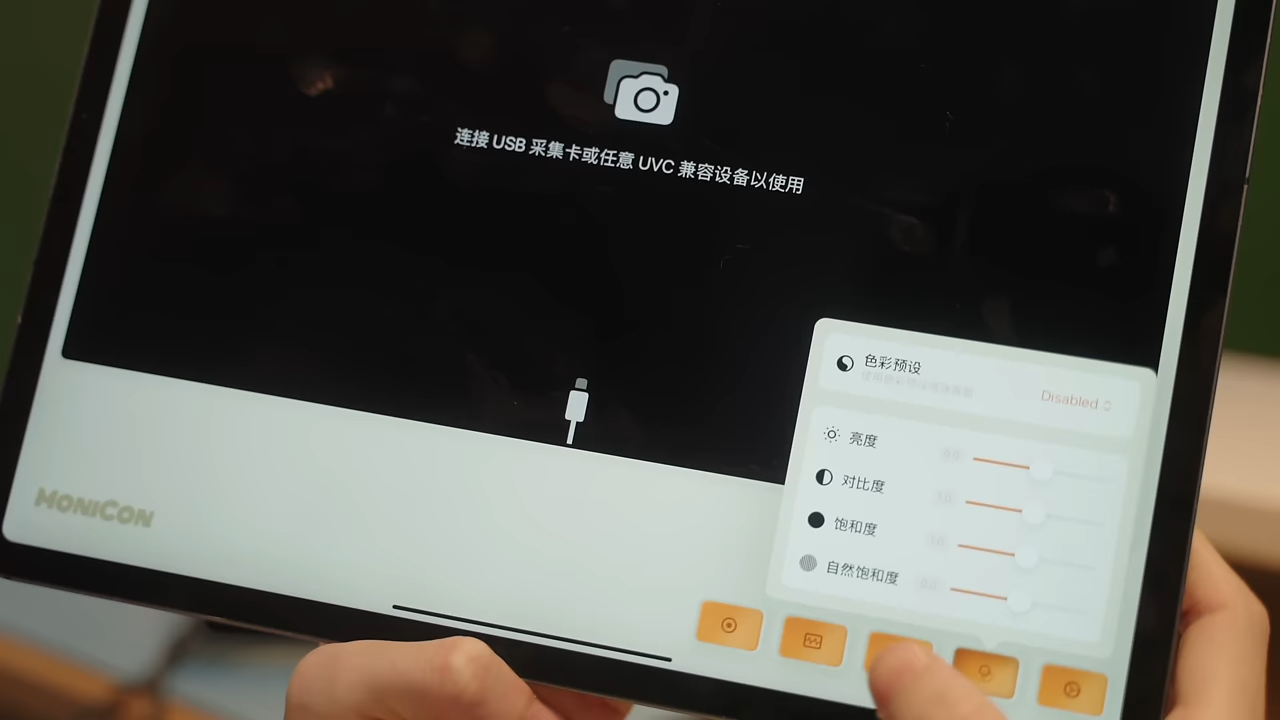 连接 USB 采集卡或任意 UVC 兼容设备以使用
色彩预设
Disabled
亮度
对比度
饱和度
自然饱和度
MONICON